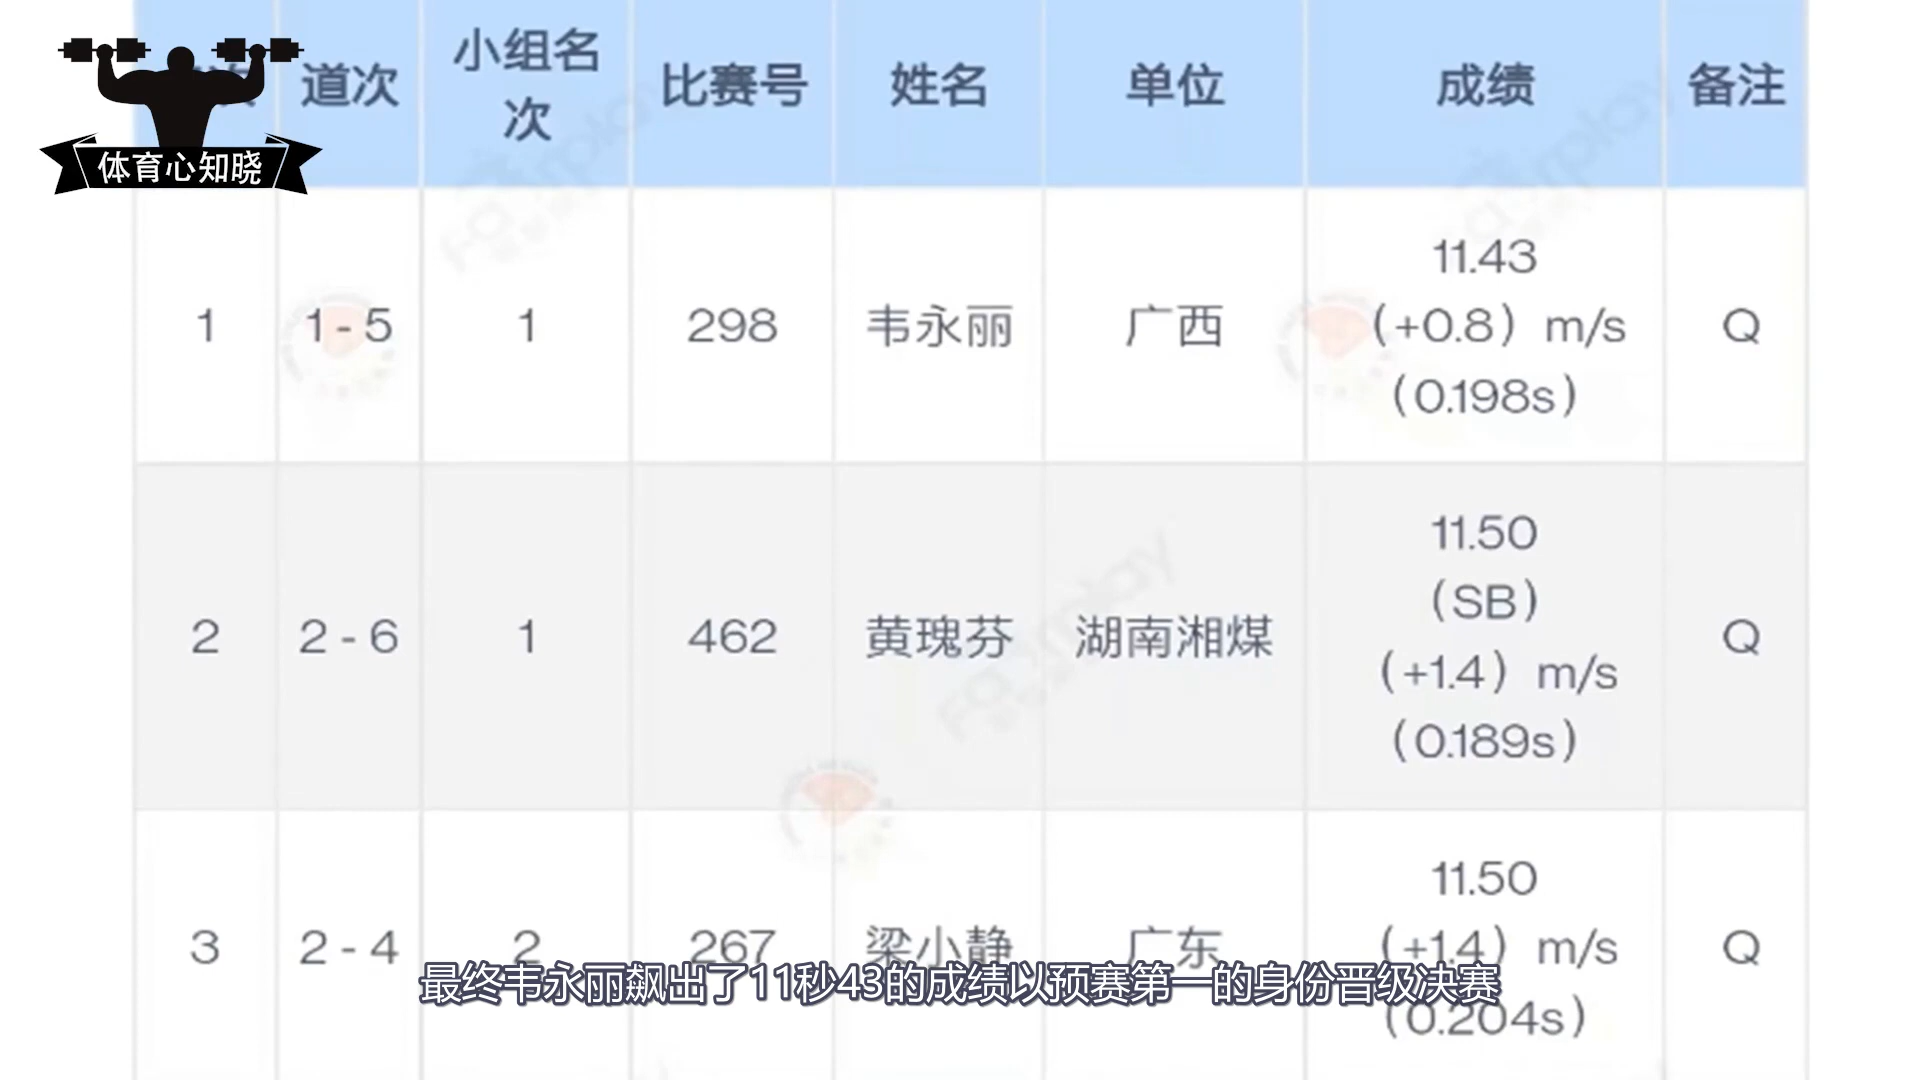 体育心知晓
道次
小组名
次
比赛号
姓名
单位
成绩
备注
1
1 - 5
1
298
韦永丽
广西
11.43
(+0.8) m/s
(0.198s)
Q
2
2 - 6
1
462
黄瑰芬
湖南湘煤
11.50
(SB)
(+1.4) m/s
(0.189s)
Q
3
2 - 4
2
267
梁小静
广东
11.50
(+1.4) m/s
(0.204s)
Q
最终韦永丽飙出了11秒43的成绩以预赛第一的身份晋级决赛